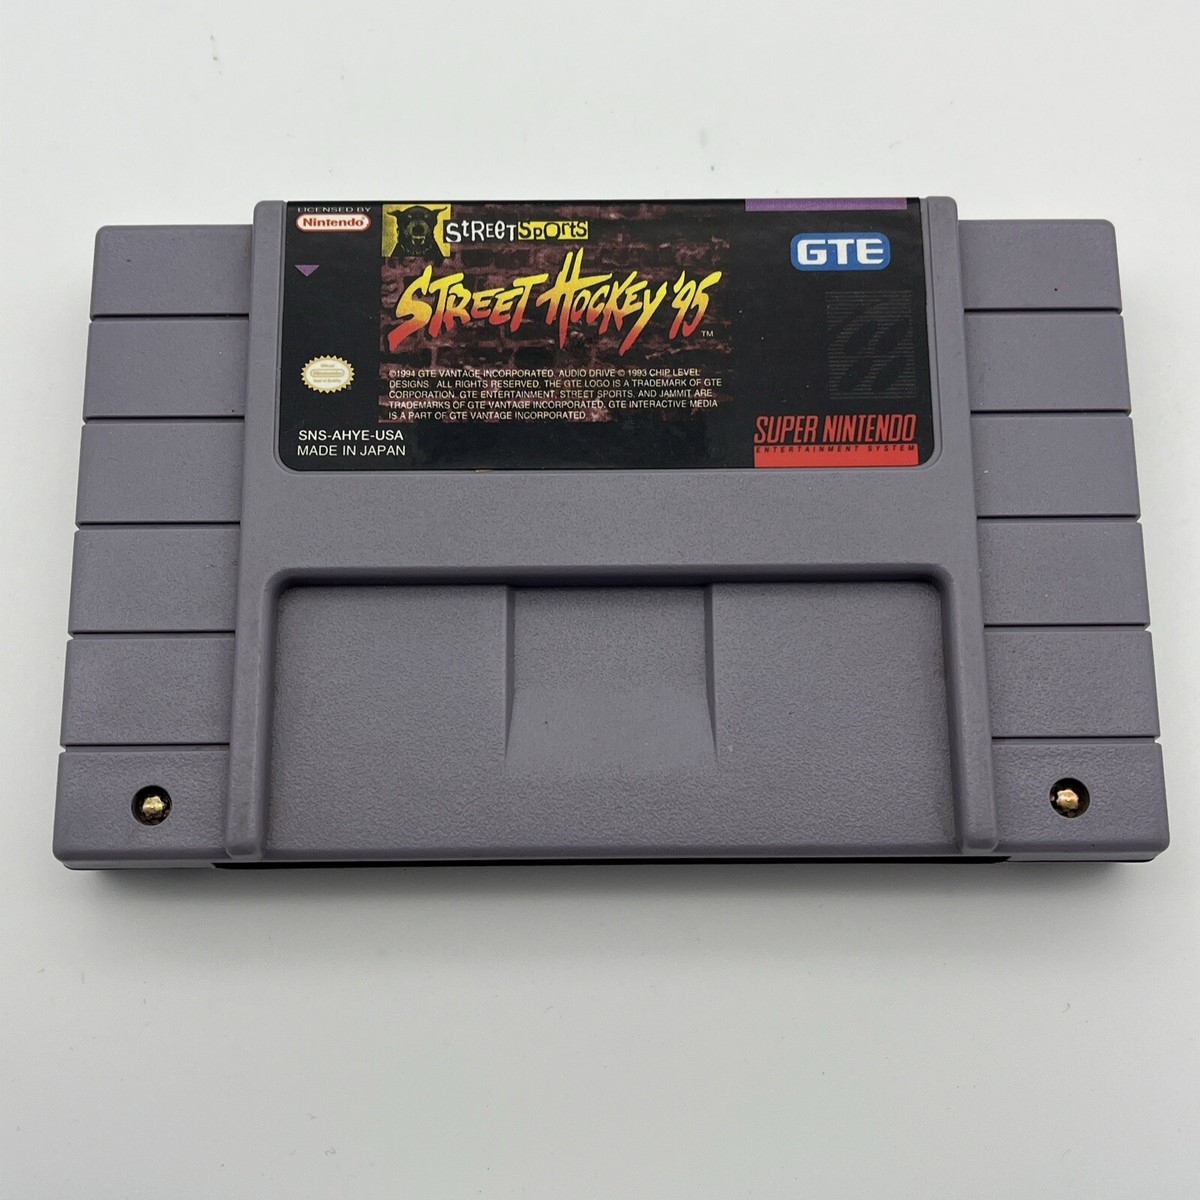 LICENSED BY
Nintendo®
StREEtSpOrts
GTE
STREET HOCKEY '95
™
©1994 GTE VANTAGE INCORPORATED. AUDIO DRIVE © 1993 CHIP LEVEL
DESIGNS. ALL RIGHTS RESERVED. THE GTE LOGO IS A TRADEMARK OF GTE
CORPORATION. GTE ENTERTAINMENT, STREET SPORTS, AND JAMMIT ARE
TRADEMARKS OF GTE VANTAGE INCORPORATED. GTE INTERACTIVE MEDIA
IS A PART OF GTE VANTAGE INCORPORATED.
SNS-AHYE-USA
MADE IN JAPAN
SUPER NINTENDO
ENTERTAINMENT SYSTEM